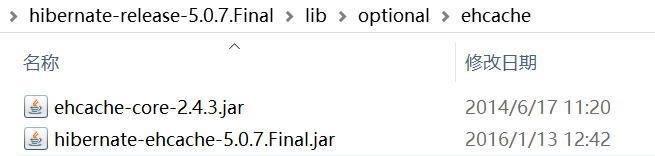 hibernate-release-5.0.7.Final > lib > optional > ehcache
名称 修改日期
ehcache-core-2.4.3.jar 2014/6/17 11:20
hibernate-ehcache-5.0.7.Final.jar 2016/1/13 12:42